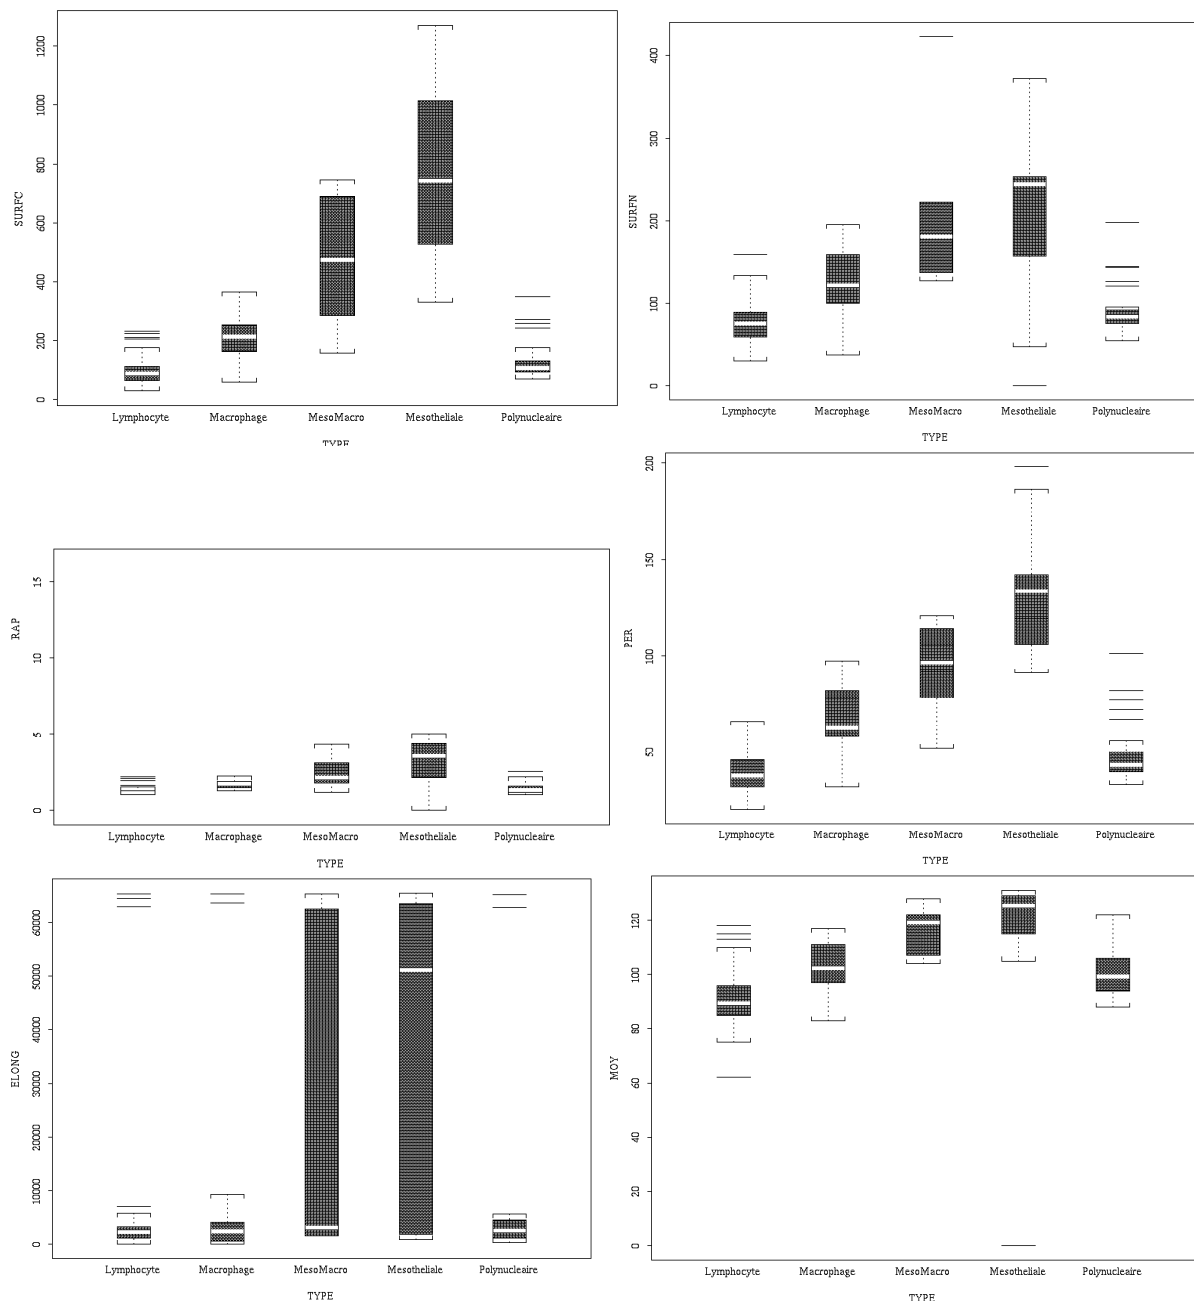 SURFC
1200
1000
800
600
400
200
0
Lymphocyte Macrophage MesoMacro Mesotheliale Polynucleaire
TYPE
SURFN
400
300
200
100
0
Lymphocyte Macrophage MesoMacro Mesotheliale Polynucleaire
TYPE
RAP
15
10
5
0
Lymphocyte Macrophage MesoMacro Mesotheliale Polynucleaire
TYPE
PER
200
150
100
50
Lymphocyte Macrophage MesoMacro Mesotheliale Polynucleaire
TYPE
ELONG
60000
50000
40000
30000
20000
10000
0
Lymphocyte Macrophage MesoMacro Mesotheliale Polynucleaire
TYPE
MOY
120
100
80
60
40
20
0
Lymphocyte Macrophage MesoMacro Mesotheliale Polynucleaire
TYPE